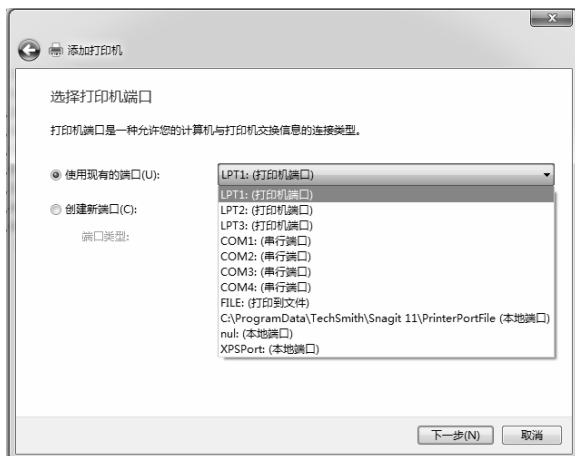 添加打印机
选择打印机端口
打印机端口是一种允许您的计算机与打印机交换信息的连接类型。
使用现有的端口(U):
LPT1: (打印机端口)
LPT1: (打印机端口)
LPT2: (打印机端口)
LPT3: (打印机端口)
COM1: (串行端口)
COM2: (串行端口)
COM3: (串行端口)
COM4: (串行端口)
FILE: (打印到文件)
C:\ProgramData\TechSmith\Snagit 11\PrinterPortFile (本地端口)
nul: (本地端口)
XPSPort: (本地端口)
创建新端口(C):
端口类型:
下一步(N)
取消